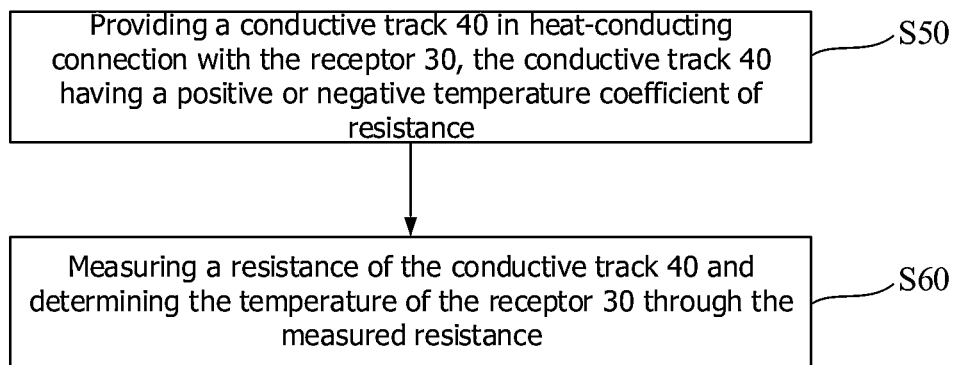 Providing a conductive track 40 in heat-conducting
connection with the receptor 30, the conductive track 40
having a positive or negative temperature coefficient of
resistance
S50
Measuring a resistance of the conductive track 40 and
determining the temperature of the receptor 30 through the
measured resistance
S60